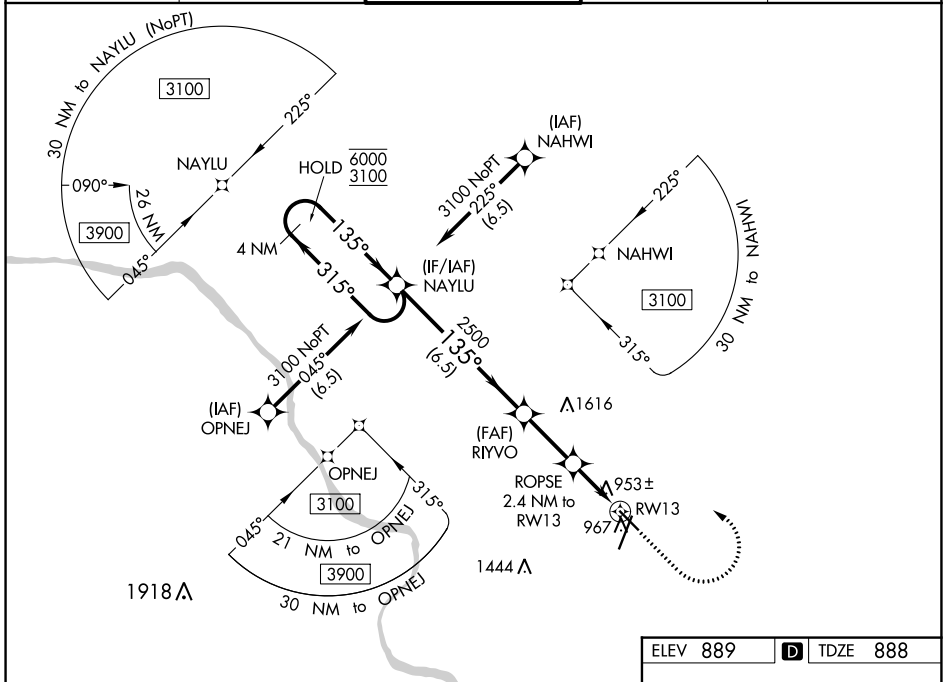 30 NM to NAYLU (NoPT)
3100
225°
NAYLU
090°
26 NM
3900
045°
HOLD
6000
3100
4 NM
135°
315°
(IF/IAF)
NAYLU
(IAF)
NAHWI
3100 NoPT
225°
(6.5)
225°
NAHWI
3100
315°
30 NM to NAHWI
2500
135°
(6.5)
3100 NoPT
045°
(6.5)
(IAF)
OPNEJ
(FAF)
RIYVO
1616
ROPSE
2.4 NM to
RW13
953±
RW13
967
OPNEJ
3100
045°
315°
21 NM to OPNEJ
3900
30 NM to OPNEJ
1444
1918
ELEV 889 D TDZE 888